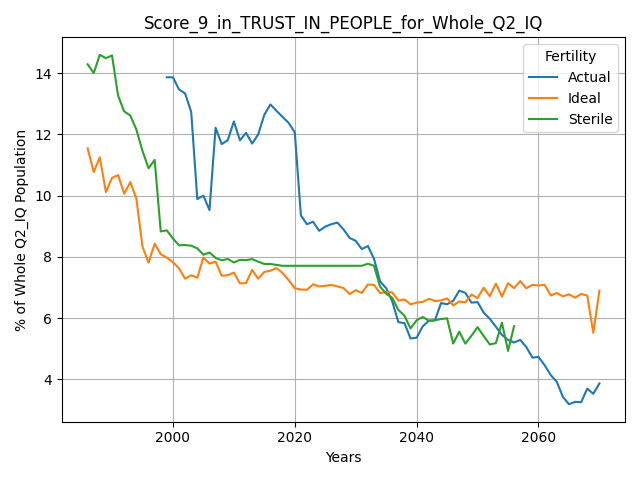 Score_9_in_TRUST_IN_PEOPLE_for_Whole_Q2_IQ
Fertility
Actual
Ideal
Sterile
% of Whole Q2_IQ Population
14
12
10
8
6
4
2000
2020
2040
2060
Years